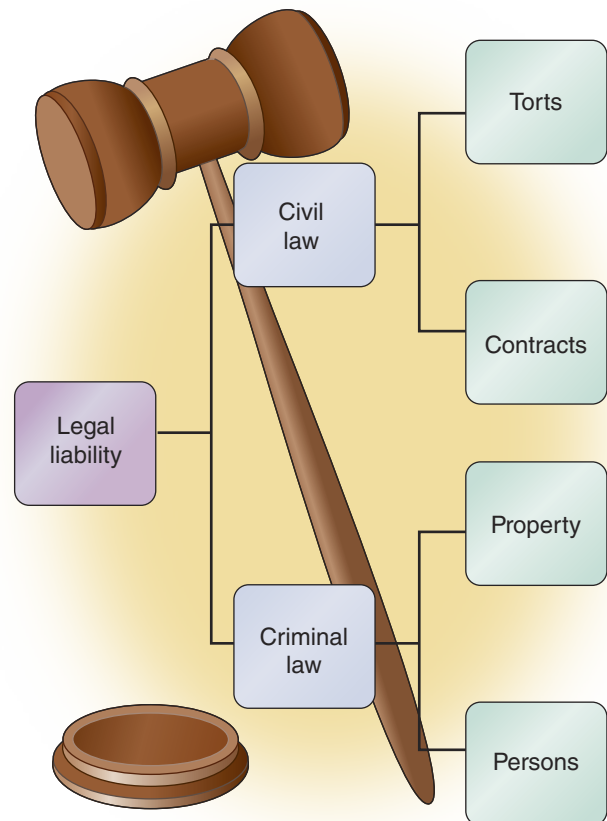 Torts
Civil
law
Contracts
Legal
liability
Property
Criminal
law
Persons